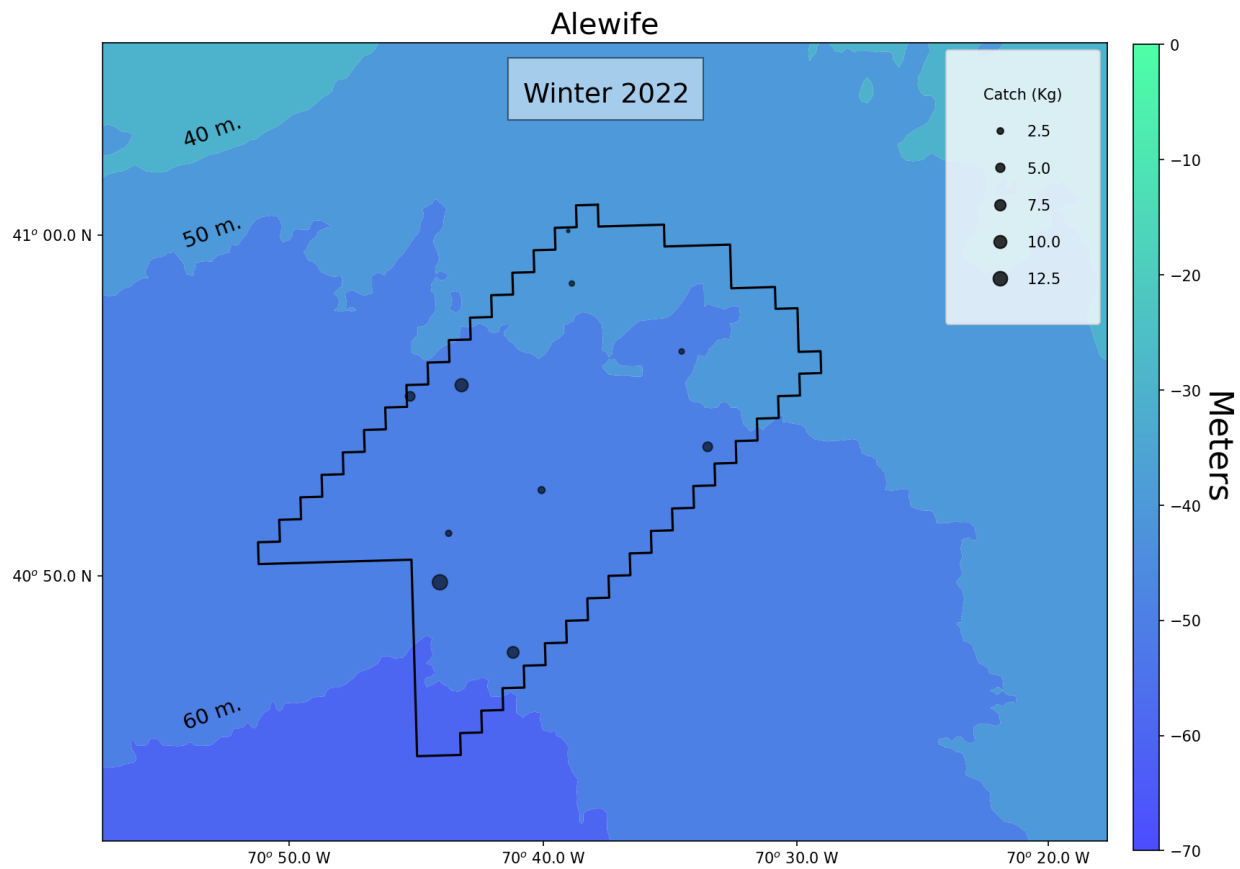 Alewife
Winter 2022
Catch (Kg)
2.5
5.0
7.5
10.0
12.5
40 m.
50 m.
60 m.
41° 00.0 N
40° 50.0 N
70° 50.0 W
70° 40.0 W
70° 30.0 W
70° 20.0 W
0
−10
−20
−30
−40
−50
−60
−70
Meters